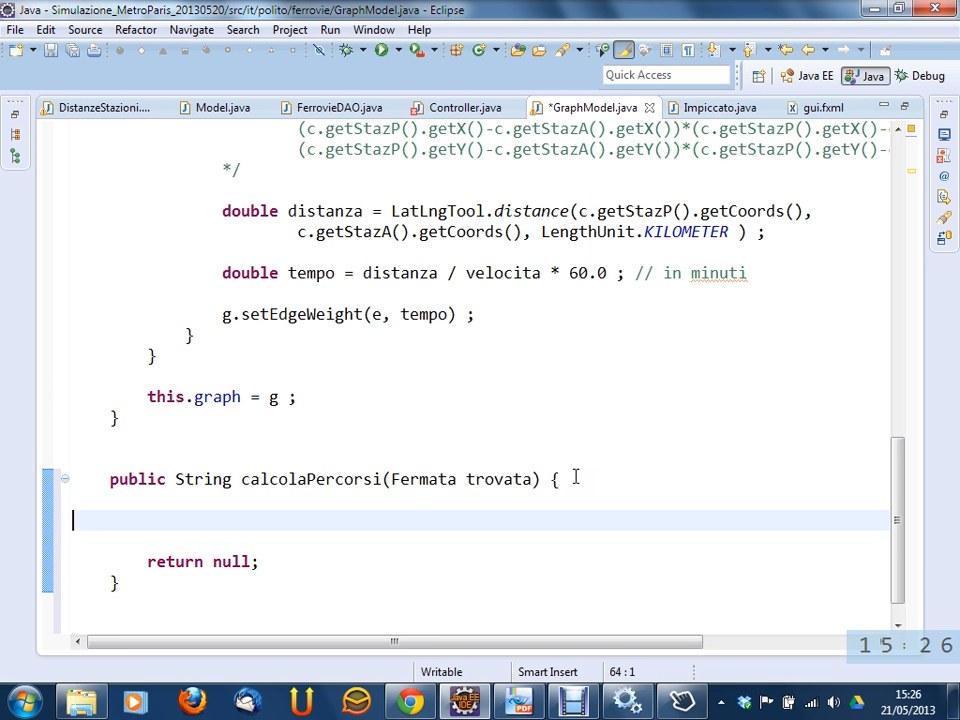 Java - Simulazione_MetroParis_20130520/src/it/polito/ferrovie/GraphModel.java - Eclipse
File Edit Source Refactor Navigate Search Project Run Window Help
Quick Access
Java EE
Java
Debug
DistanzeStazioni....
Model.java
FerrovieDAO.java
Controller.java
*GraphModel.java
Impiccato.java
gui.fxml
(c.getStazP().getX()-c.getStazA().getX())*(c.getStazP().getX()-
(c.getStazP().getY()-c.getStazA().getY())*(c.getStazP().getY()-
*/
double distanza = LatLngTool.distance(c.getStazP().getCoords(),
c.getStazA().getCoords(), LengthUnit.KILOMETER ) ;
double tempo = distanza / velocita * 60.0 ; // in minuti
g.setEdgeWeight(e, tempo) ;
}
}
this.graph = g ;
}
public String calcolaPercorsi(Fermata trovata) {
return null;
}
15:26
Writable
Smart Insert
64 : 1
15:26
21/05/2013